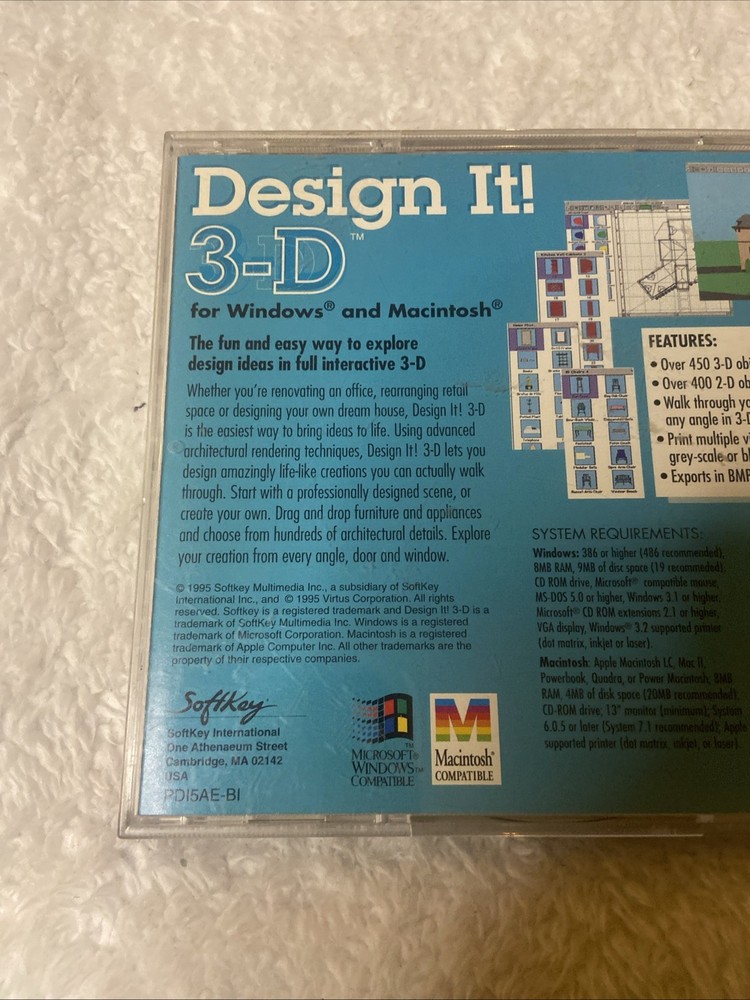 Design It!
3-D™
for Windows® and Macintosh®
The fun and easy way to explore
design ideas in full interactive 3-D
Whether you're renovating an office, rearranging retail
space or designing your own dream house, Design It! 3-D
is the easiest way to bring ideas to life. Using advanced
architectural rendering techniques, Design It! 3-D lets you
design amazingly life-like creations you can actually walk
through. Start with a professionally designed scene, or
create your own. Drag and drop furniture and appliances
and choose from hundreds of architectural details. Explore
your creation from every angle, door and window.
© 1995 Softkey Multimedia Inc., a subsidiary of SoftKey
International Inc., and © 1995 Virtus Corporation. All rights
reserved. Softkey is a registered trademark and Design It! 3-D is a
trademark of SoftKey Multimedia Inc. Windows is a registered
trademark of Microsoft Corporation. Macintosh is a registered
trademark of Apple Computer Inc. All other trademarks are the
property of their respective companies.
SoftKey
SoftKey International
One Athenaeum Street
Cambridge, MA 02142
USA
PDI5AE-BI
MICROSOFT®
WINDOWS™
COMPATIBLE
Macintosh®
COMPATIBLE
FEATURES:
• Over 450 3-D obj
• Over 400 2-D ob
• Walk through yo
any angle in 3-D
• Print multiple vi
grey-scale or bl
• Exports in BMP
SYSTEM REQUIREMENTS:
Windows: 386 or higher (486 recommended),
8MB RAM, 9MB of disc space (19 recommeded),
CD ROM drive, Microsoft® compatible mouse,
MS-DOS 5.0 or higher, Windows 3.1 or higher,
Microsoft® CD ROM extensions 2.1 or higher,
VGA display, Windows® 3.2 supported printer
(dot matrix, inkjet or laser).
Macintosh: Apple Macintosh LC, Mac II,
Powerbook, Quadra, or Power Macintosh; 8MB
RAM, 4MB of disk space (20MB recommended),
CD-ROM drive; 13" monitor (minimum); System
6.0.5 or later (System 7.1 recommended), Apple
supported printer (dot matrix, inkjet, or laser)